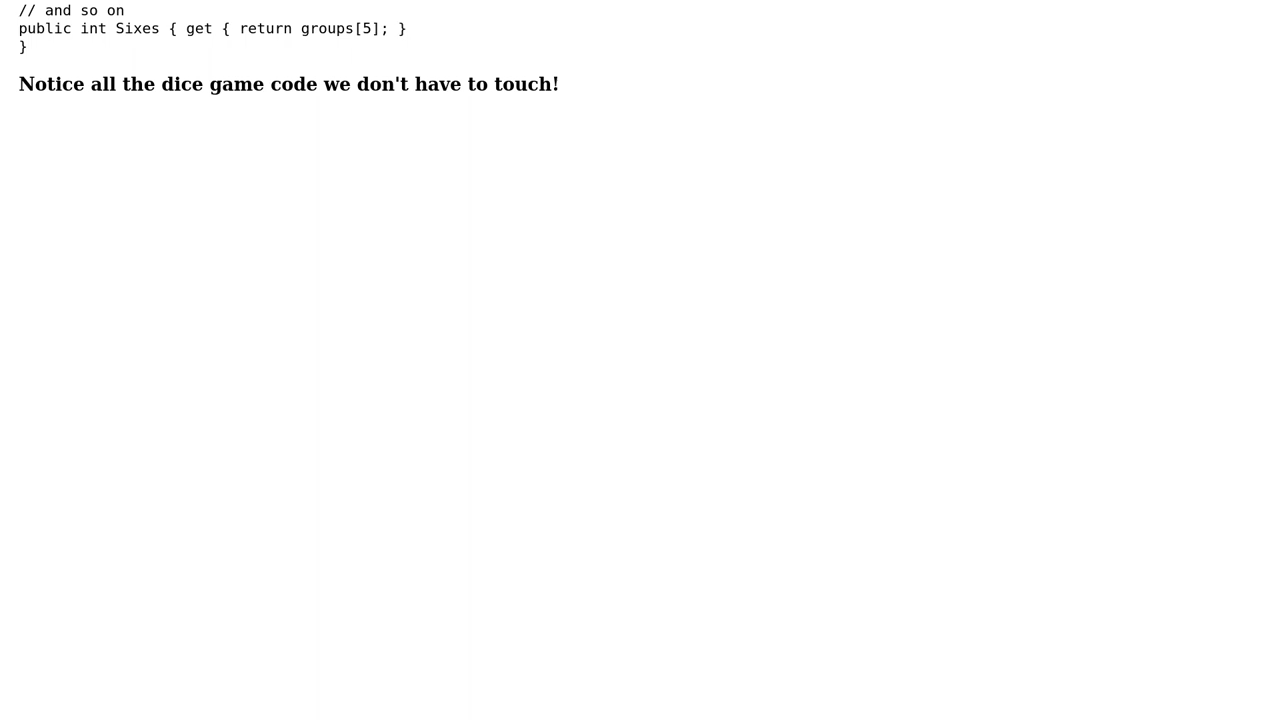 // and so on
public int Sixes { get { return groups[5]; }
}
Notice all the dice game code we don't have to touch!